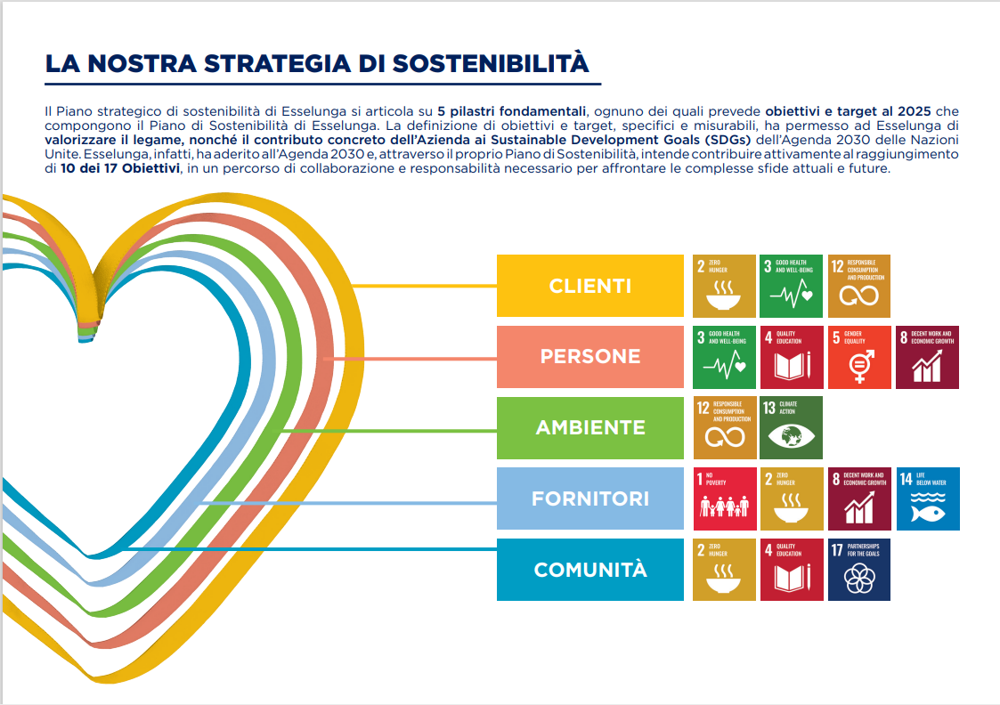 LA NOSTRA STRATEGIA DI SOSTENIBILITÀ
Il Piano strategico di sostenibilità di Esselunga si articola su 5 pilastri fondamentali, ognuno dei quali prevede obiettivi e target al 2025 che
compongono il Piano di Sostenibilità di Esselunga. La definizione di obiettivi e target, specifici e misurabili, ha permesso ad Esselunga di
valorizzare il legame, nonché il contributo concreto dell'Azienda ai Sustainable Development Goals (SDGs) dell'Agenda 2030 delle Nazioni
Unite. Esselunga, infatti, ha aderito all'Agenda 2030 e, attraverso il proprio Piano di Sostenibilità, intende contribuire attivamente al raggiungimento
di 10 dei 17 Obiettivi, in un percorso di collaborazione e responsabilità necessario per affrontare le complesse sfide attuali e future.
CLIENTI
2 ZERO
HUNGER
3 GOOD HEALTH
AND WELL-BEING
12 RESPONSIBLE
CONSUMPTION
AND PRODUCTION
PERSONE
3 GOOD HEALTH
AND WELL-BEING
4 QUALITY
EDUCATION
5 GENDER
EQUALITY
8 DECENT WORK AND
ECONOMIC GROWTH
AMBIENTE
12 RESPONSIBLE
CONSUMPTION
AND PRODUCTION
13 CLIMATE
ACTION
FORNITORI
1 NO
POVERTY
2 ZERO
HUNGER
8 DECENT WORK AND
ECONOMIC GROWTH
14 LIFE
BELOW WATER
COMUNITÀ
2 ZERO
HUNGER
4 QUALITY
EDUCATION
17 PARTNERSHIPS
FOR THE GOALS